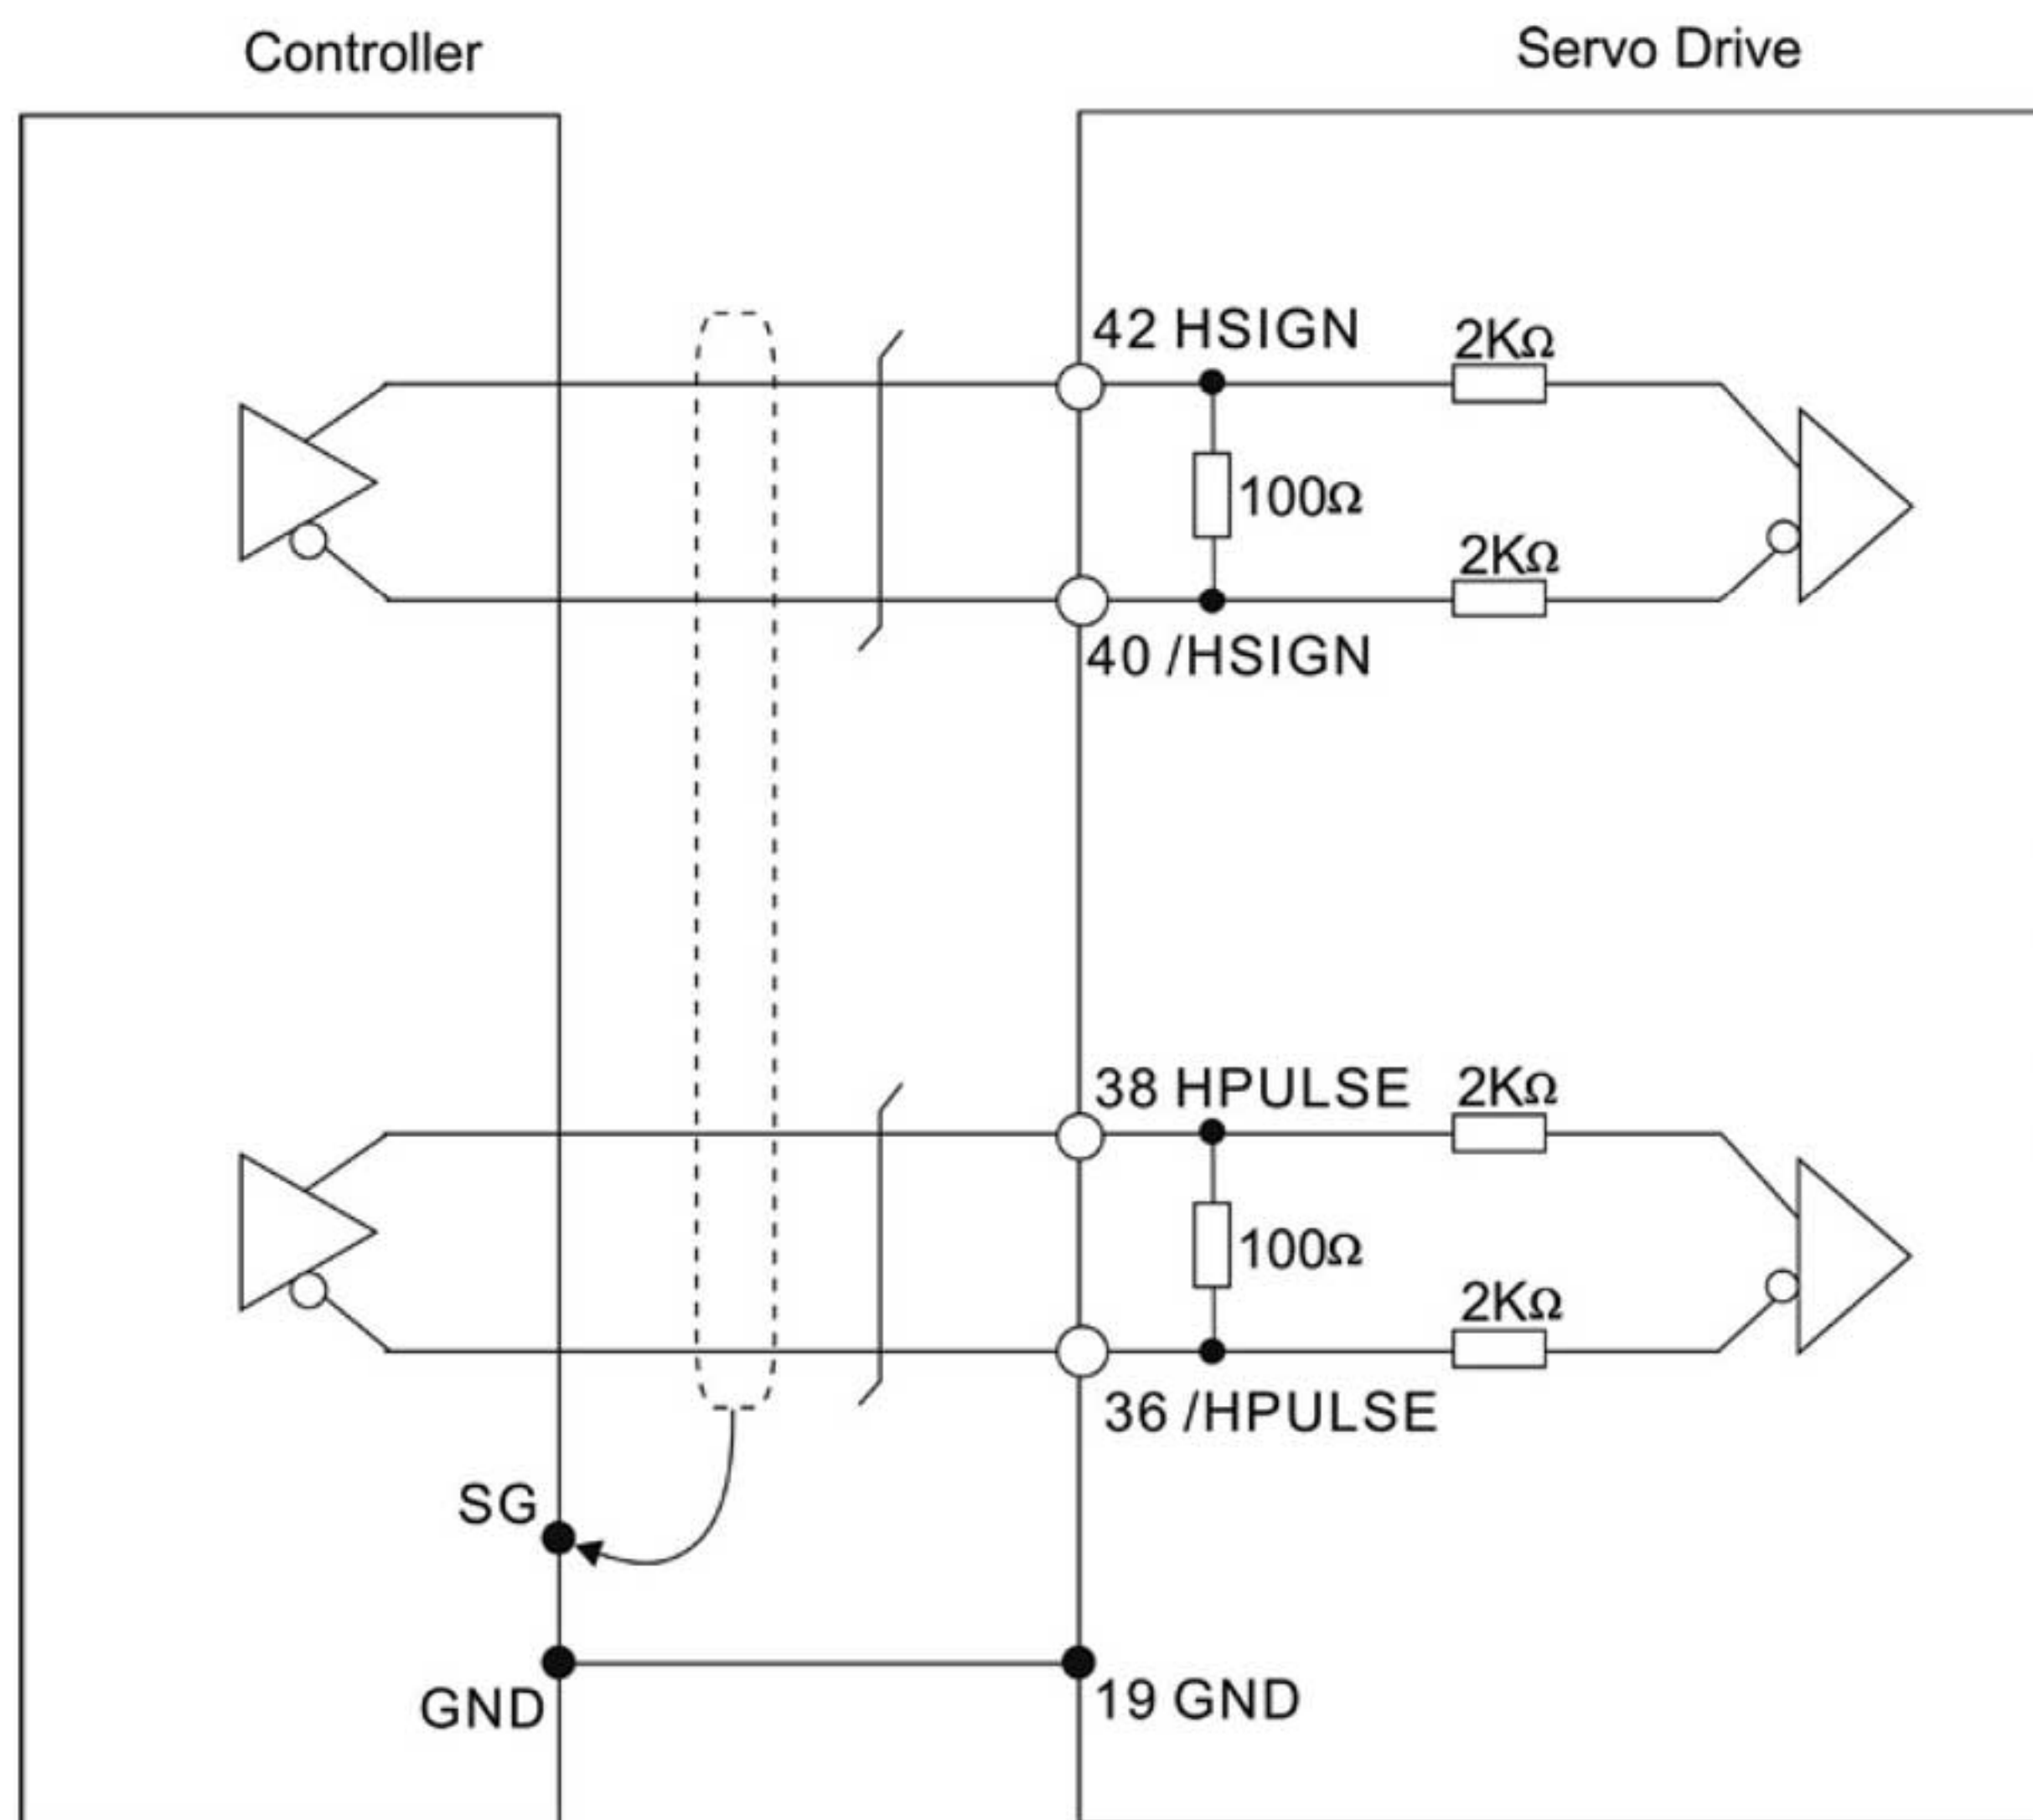 Controller
Servo Drive
42 HSIGN
2KΩ
100Ω
2KΩ
40 /HSIGN
38 HPULSE
2KΩ
100Ω
2KΩ
36 /HPULSE
SG
GND
19 GND